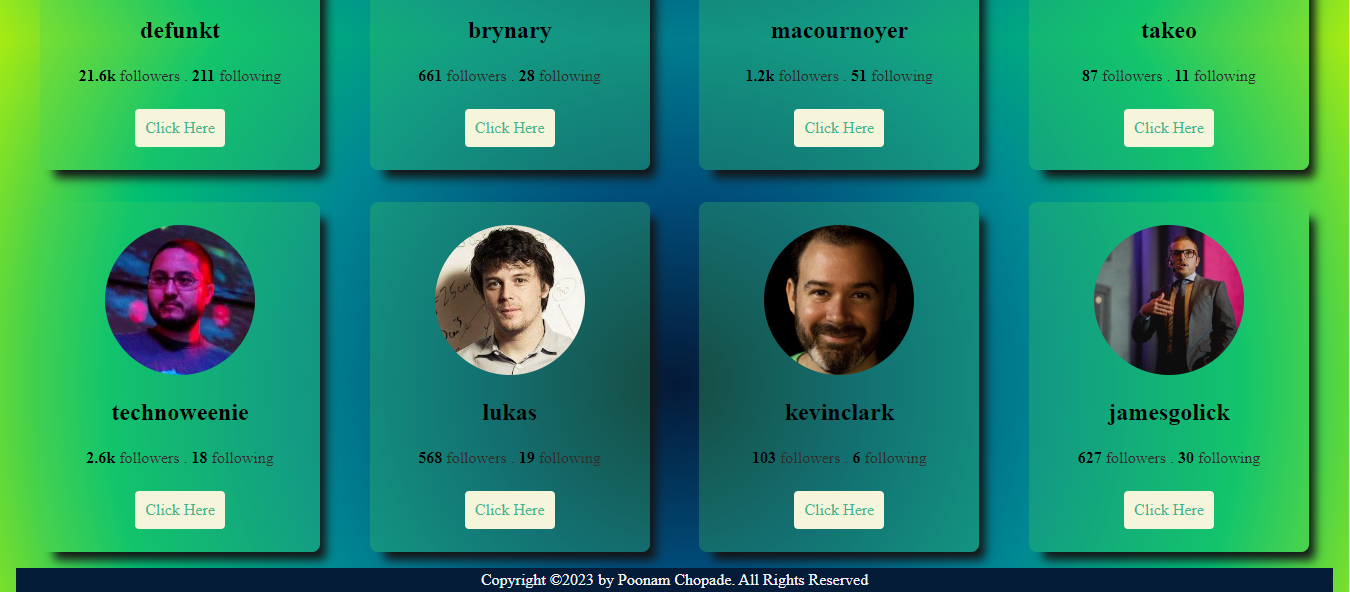 defunkt
21.6k followers . 211 following
Click Here
brynary
661 followers . 28 following
Click Here
macournoyer
1.2k followers . 51 following
Click Here
takeo
87 followers . 11 following
Click Here
technoweenie
2.6k followers . 18 following
Click Here
lukas
568 followers . 19 following
Click Here
kevinclark
103 followers . 6 following
Click Here
jamesgolick
627 followers . 30 following
Click Here
Copyright ©2023 by Poonam Chopade. All Rights Reserved